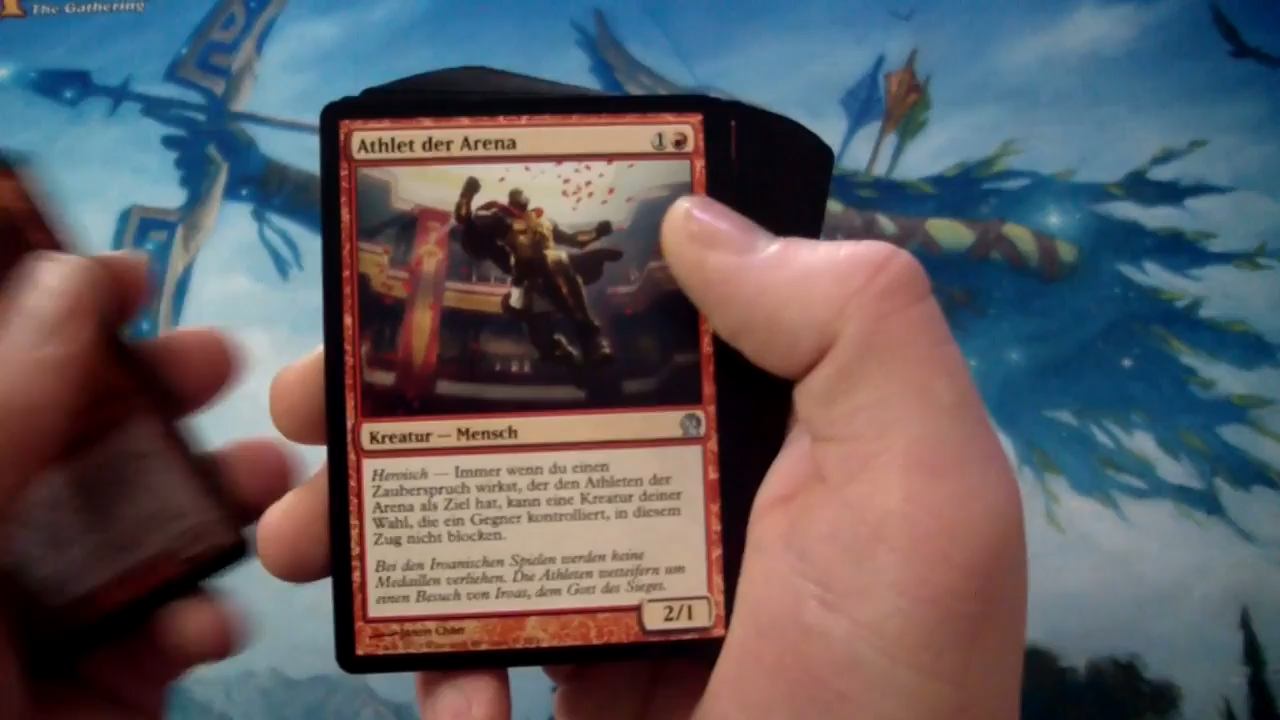 The Gathering
Athlet der Arena
1
Kreatur — Mensch
Heroisch — Immer wenn du einen
Zauberspruch wirkst, der den Athleten der
Arena als Ziel hat, kann eine Kreatur deiner
Wahl, die ein Gegner kontrolliert, in diesem
Zug nicht blocken.
Bei den Iroanischen Spielen werden keine
Medaillen verliehen. Die Athleten wetteifern um
einen Besuch von Iroas, dem Gott des Sieges.
2/1
Jason Chan